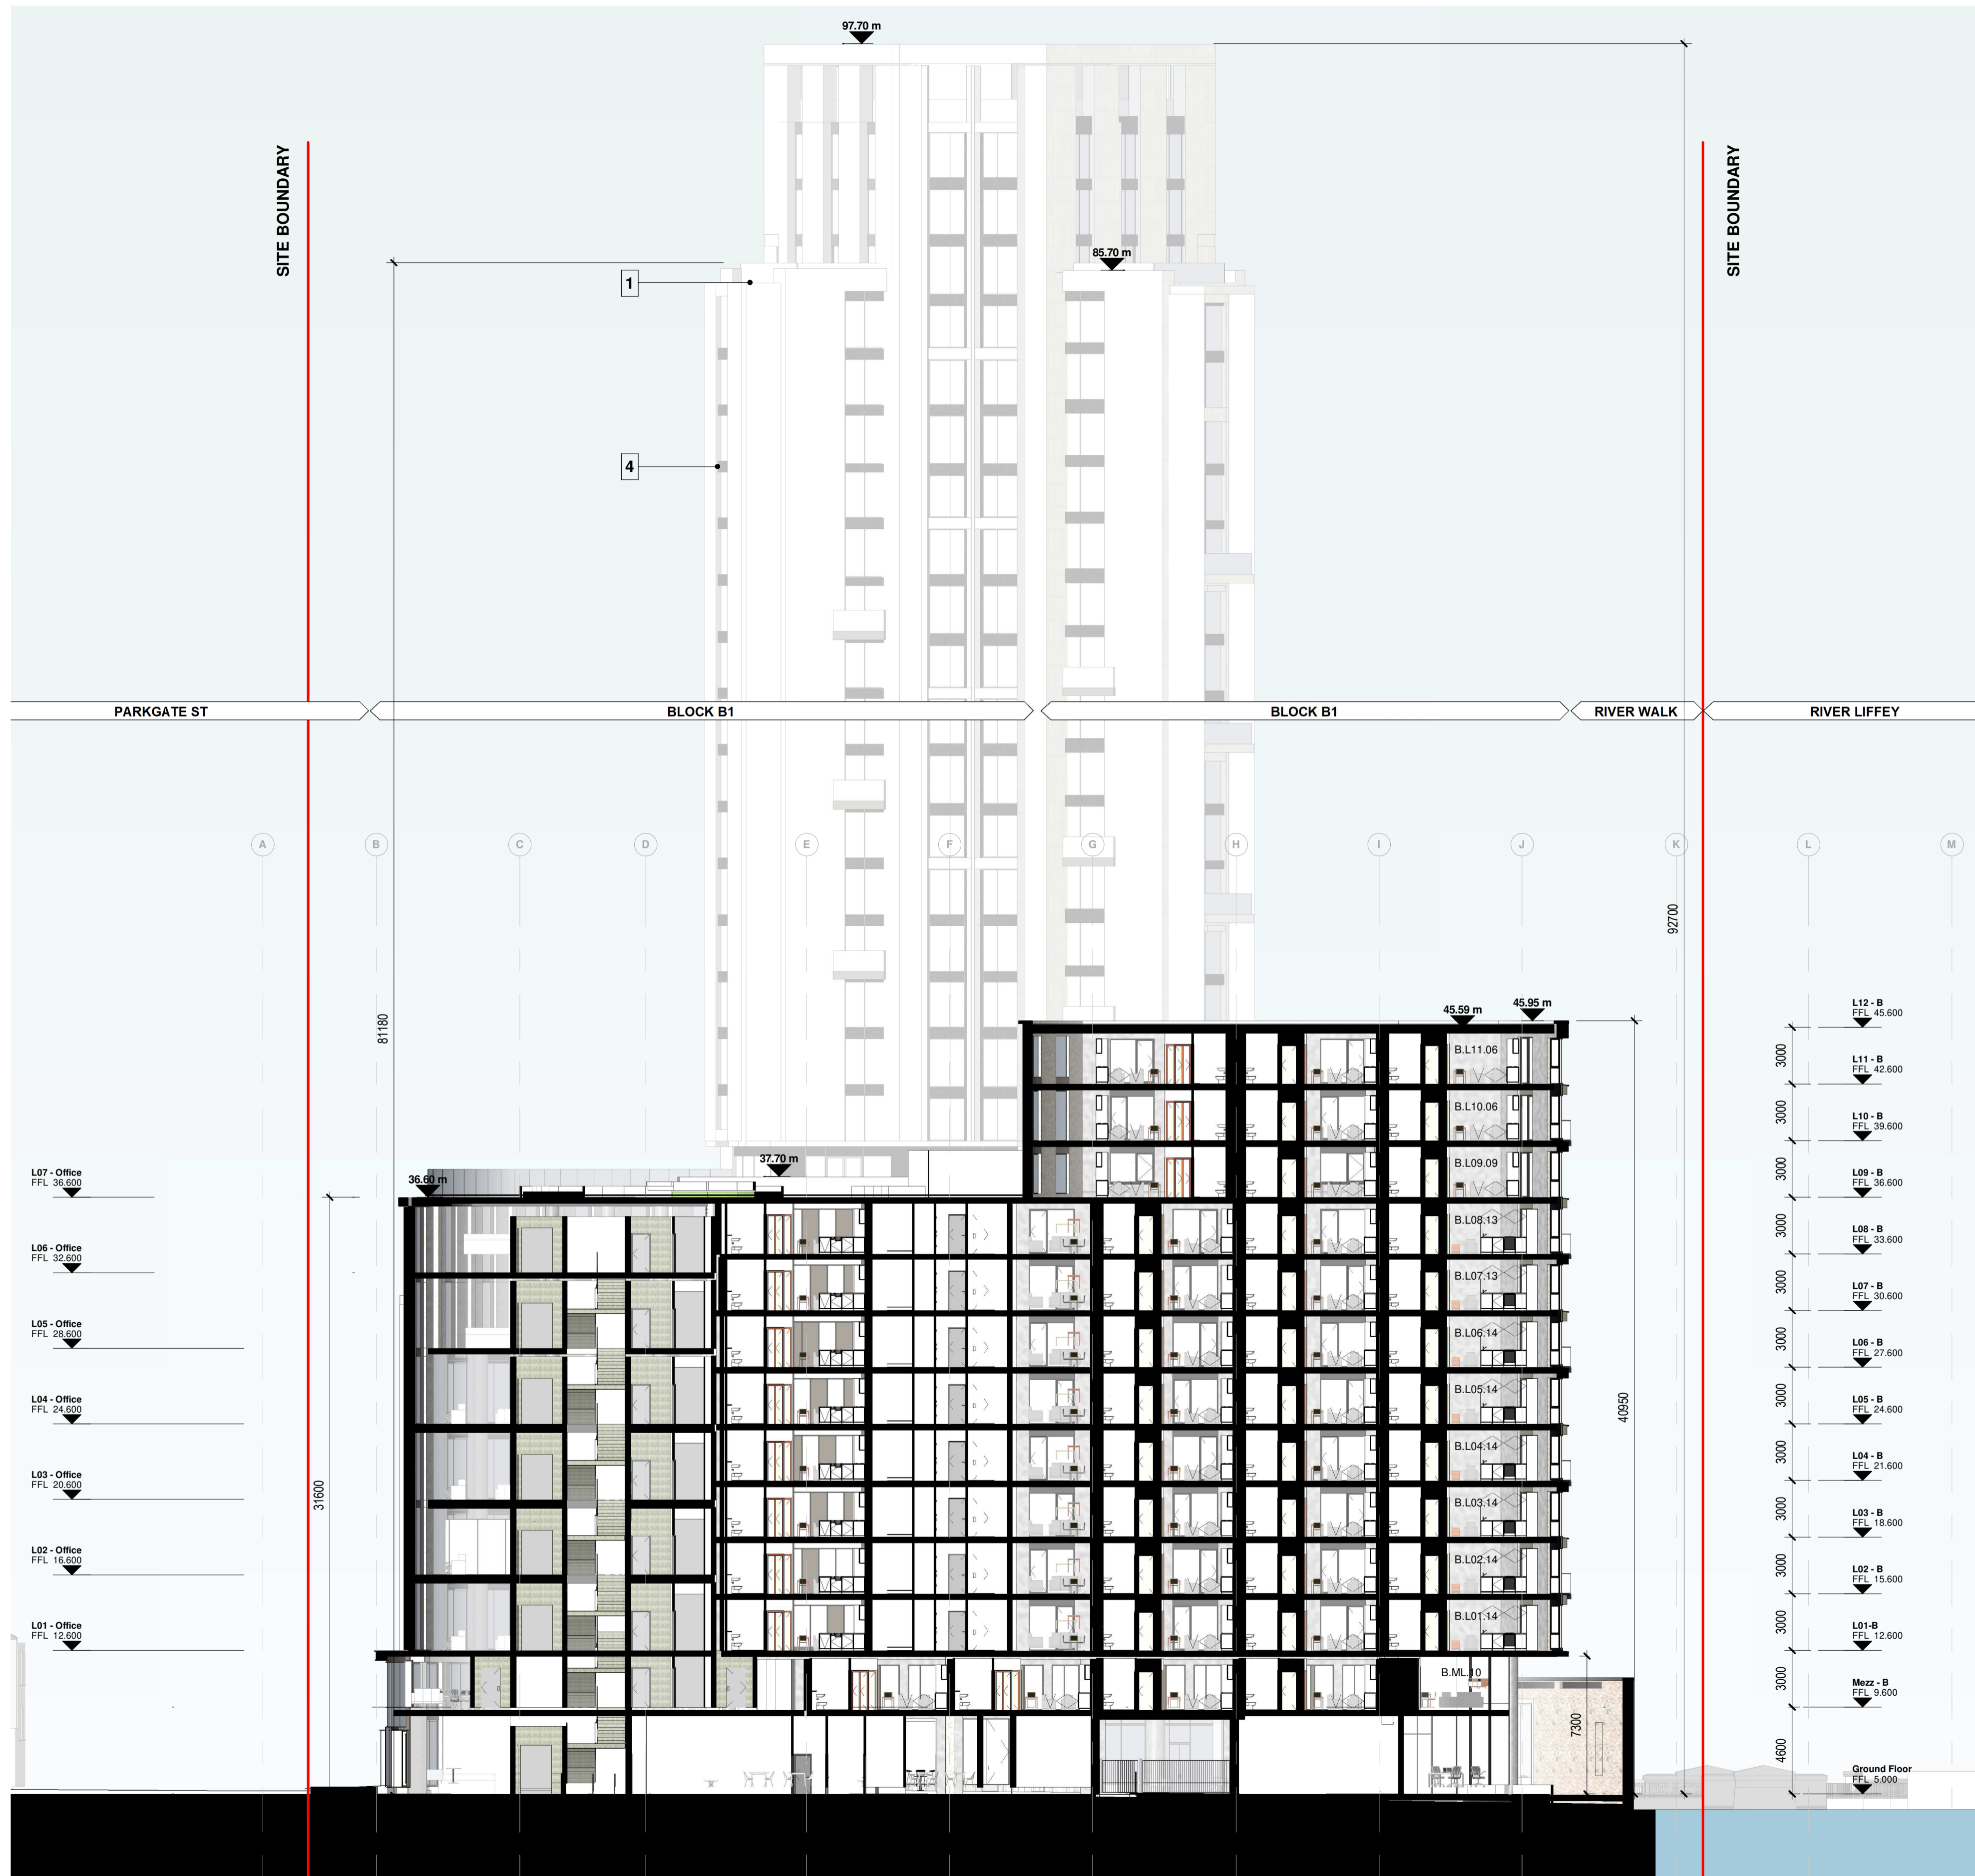 97.70 m
SITE BOUNDARY
SITE BOUNDARY
85.70 m
1
4
PARKGATE ST
BLOCK B1
BLOCK B1
RIVER WALK
RIVER LIFFEY
A
B
C
D
E
F
G
H
I
J
K
L
M
92700
81180
45.59 m
45.95 m
36.60 m
37.70 m
31600
40950
7300
L07 - Office
FFL 36.600
L06 - Office
FFL 32.600
L05 - Office
FFL 28.600
L04 - Office
FFL 24.600
L03 - Office
FFL 20.600
L02 - Office
FFL 16.600
L01 - Office
FFL 12.600
B.L11.06
B.L10.06
B.L09.09
B.L08.13
B.L07.13
B.L06.14
B.L05.14
B.L04.14
B.L03.14
B.L02.14
B.L01.14
B.ML.10
L12 - B
FFL 45.600
3000
L11 - B
FFL 42.600
3000
L10 - B
FFL 39.600
3000
L09 - B
FFL 36.600
3000
L08 - B
FFL 33.600
3000
L07 - B
FFL 30.600
3000
L06 - B
FFL 27.600
3000
L05 - B
FFL 24.600
3000
L04 - B
FFL 21.600
3000
L03 - B
FFL 18.600
3000
L02 - B
FFL 15.600
3000
L01-B
FFL 12.600
3000
Mezz - B
FFL 9.600
4600
Ground Floor
FFL 5.000